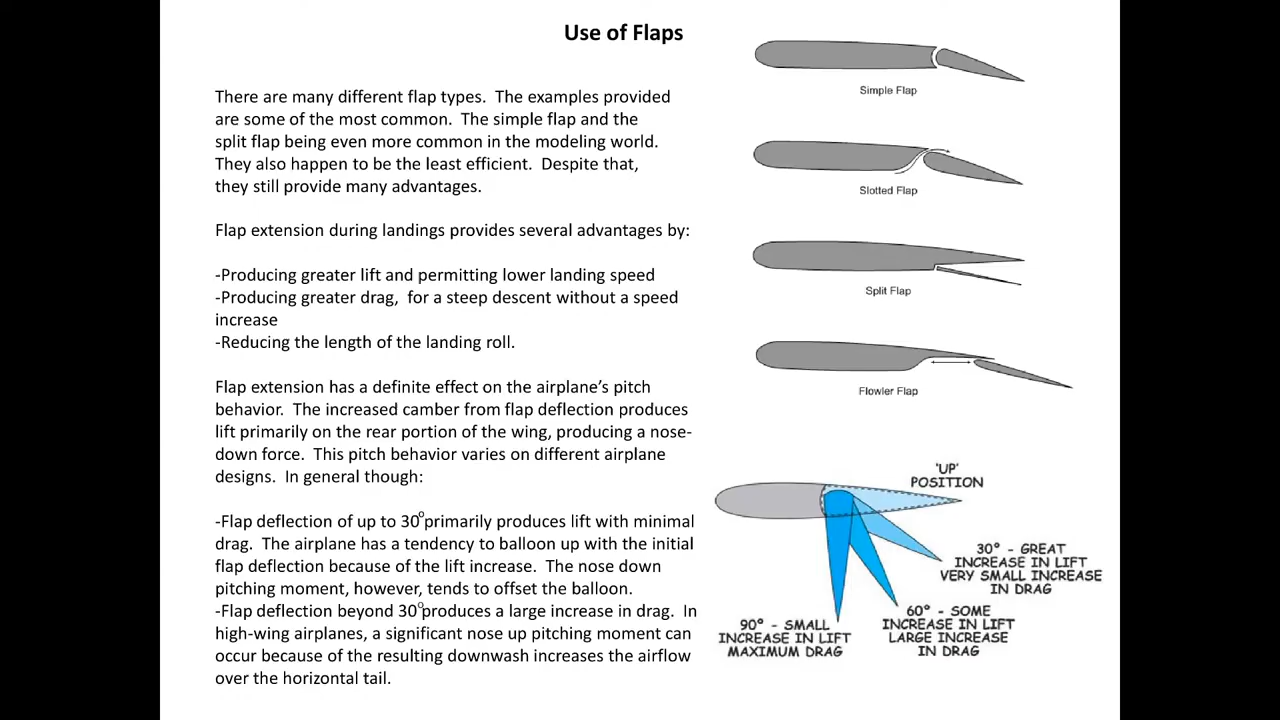 Use of Flaps
There are many different flap types.  The examples provided
are some of the most common.  The simple flap and the
split flap being even more common in the modeling world.
They also happen to be the least efficient.  Despite that,
they still provide many advantages.
Flap extension during landings provides several advantages by:
-Producing greater lift and permitting lower landing speed
-Producing greater drag,  for a steep descent without a speed
increase
-Reducing the length of the landing roll.
Flap extension has a definite effect on the airplane’s pitch
behavior.  The increased camber from flap deflection produces
lift primarily on the rear portion of the wing, producing a nose-
down force.  This pitch behavior varies on different airplane
designs.  In general though:
-Flap deflection of up to 30° primarily produces lift with minimal
drag.  The airplane has a tendency to balloon up with the initial
flap deflection because of the lift increase.  The nose down
pitching moment, however, tends to offset the balloon.
-Flap deflection beyond 30° produces a large increase in drag.  In
high-wing airplanes, a significant nose up pitching moment can
occur because of the resulting downwash increases the airflow
over the horizontal tail.
Simple Flap
Slotted Flap
Split Flap
Flowler Flap
'UP'
POSITION
30° - GREAT
INCREASE IN LIFT
VERY SMALL INCREASE
IN DRAG
60° - SOME
INCREASE IN LIFT
LARGE INCREASE
IN DRAG
90° - SMALL
INCREASE IN LIFT
MAXIMUM DRAG